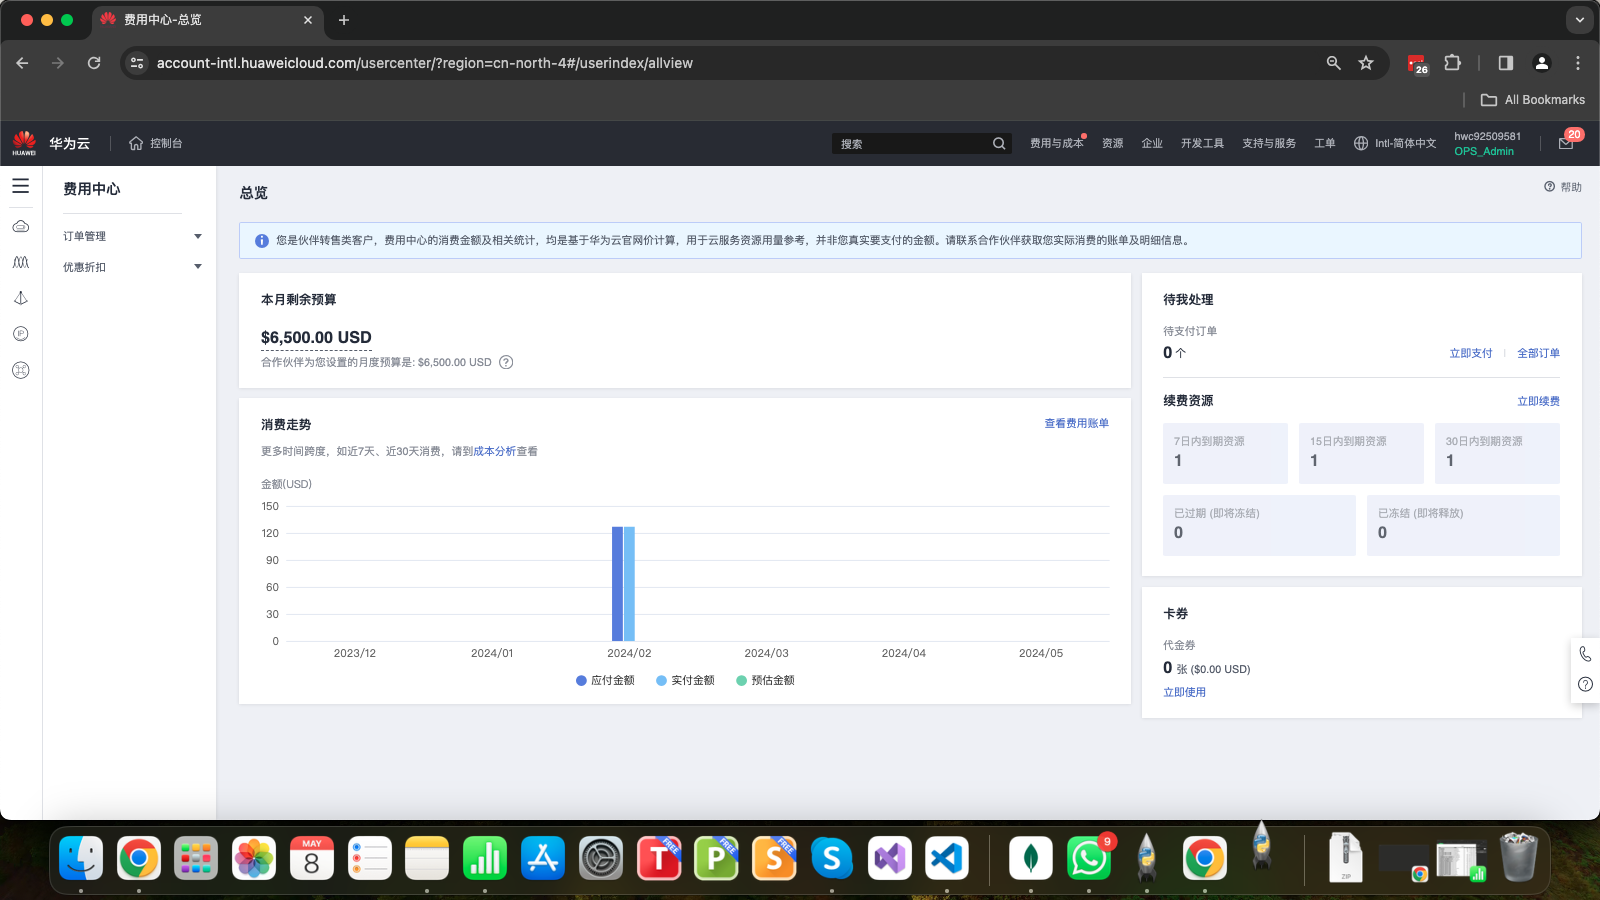 费用中心-总览
account-intl.huaweicloud.com/usercenter/?region=cn-north-4#/userindex/allview
26
All Bookmarks
HUAWEI
华为云
控制台
搜索
费用与成本
资源
企业
开发工具
支持与服务
工单
Intl-简体中文
hwc92509581
OPS_Admin
20
费用中心
订单管理
优惠折扣
IP
总览
帮助
您是伙伴转售类客户，费用中心的消费金额及相关统计，均是基于华为云官网价计算，用于云服务资源用量参考，并非您真实要支付的金额。请联系合作伙伴获取您实际消费的账单及明细信息。
本月剩余预算
$6,500.00 USD
合作伙伴为您设置的月度预算是: $6,500.00 USD
消费走势
查看费用账单
更多时间跨度，如近7天、近30天消费，请到成本分析查看
金额(USD)
150
120
90
60
30
0
2023/12
2024/01
2024/02
2024/03
2024/04
2024/05
应付金额
实付金额
预估金额
待我处理
待支付订单
0 个
立即支付
全部订单
续费资源
立即续费
7日内到期资源
1
15日内到期资源
1
30日内到期资源
1
已过期 (即将冻结)
0
已冻结 (即将释放)
0
卡券
代金券
0 张 ($0.00 USD)
立即使用
MAY
8
T
FREE
P
FREE
S
FREE
S
9
ZIP